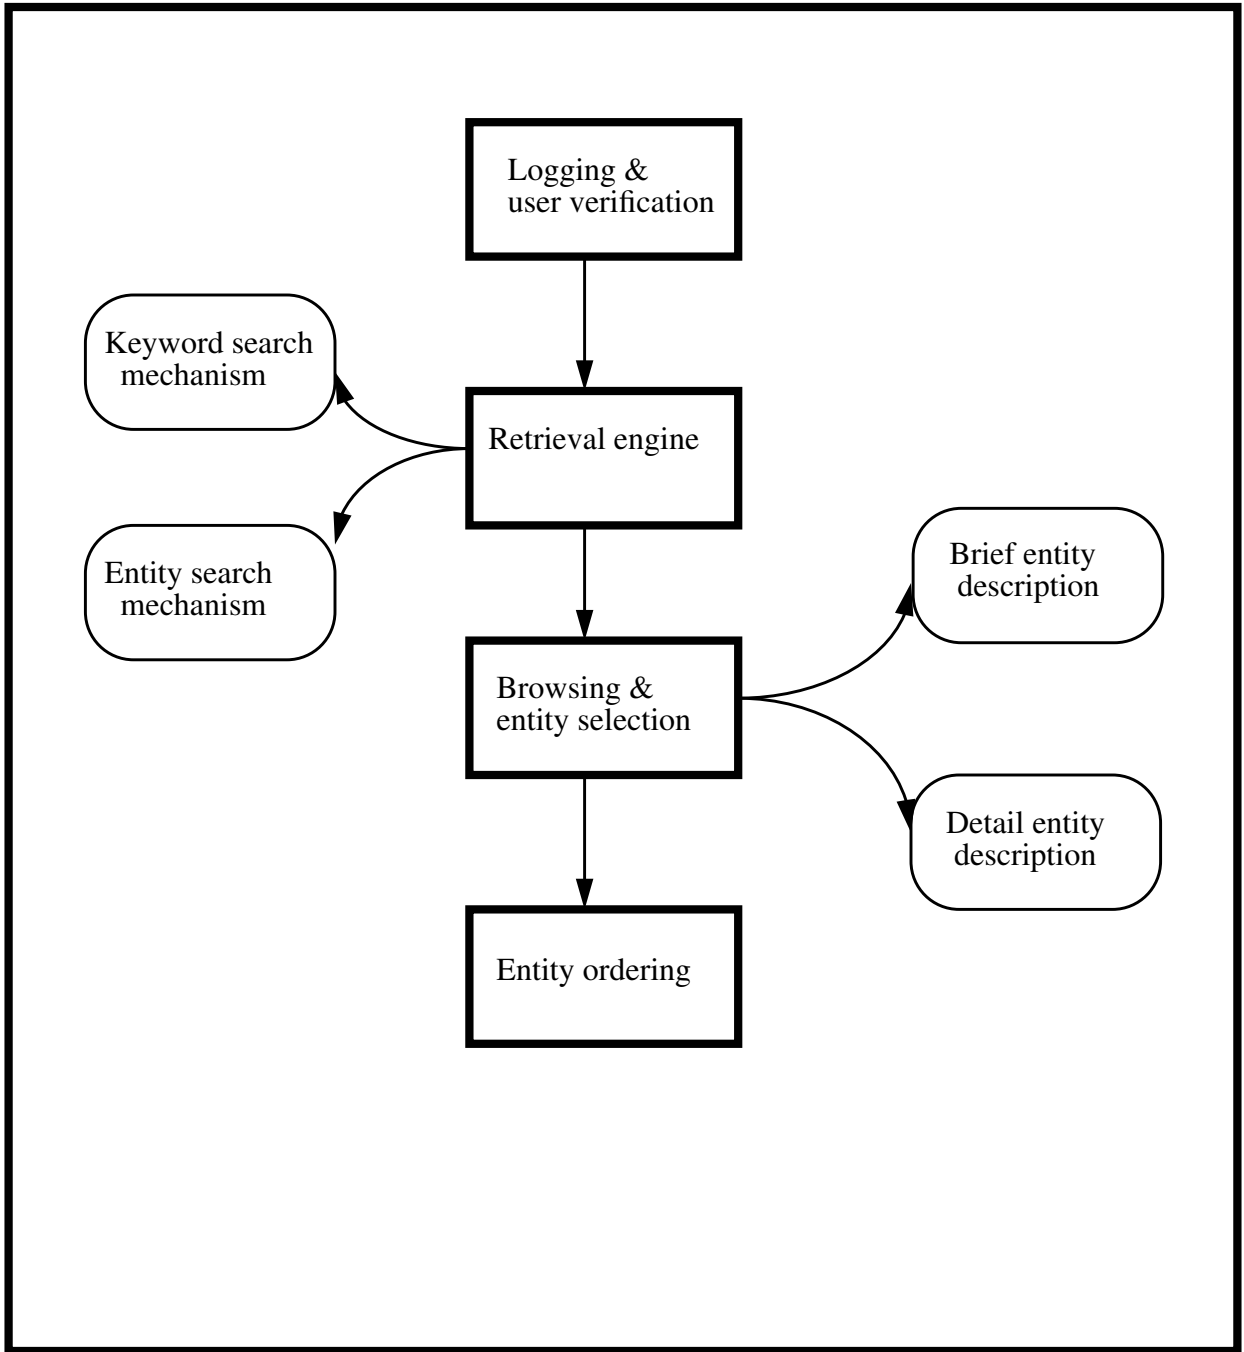 Logging &
user verification
Keyword search
mechanism
Retrieval engine
Entity search
mechanism
Brief entity
description
Browsing &
entity selection
Detail entity
description
Entity ordering